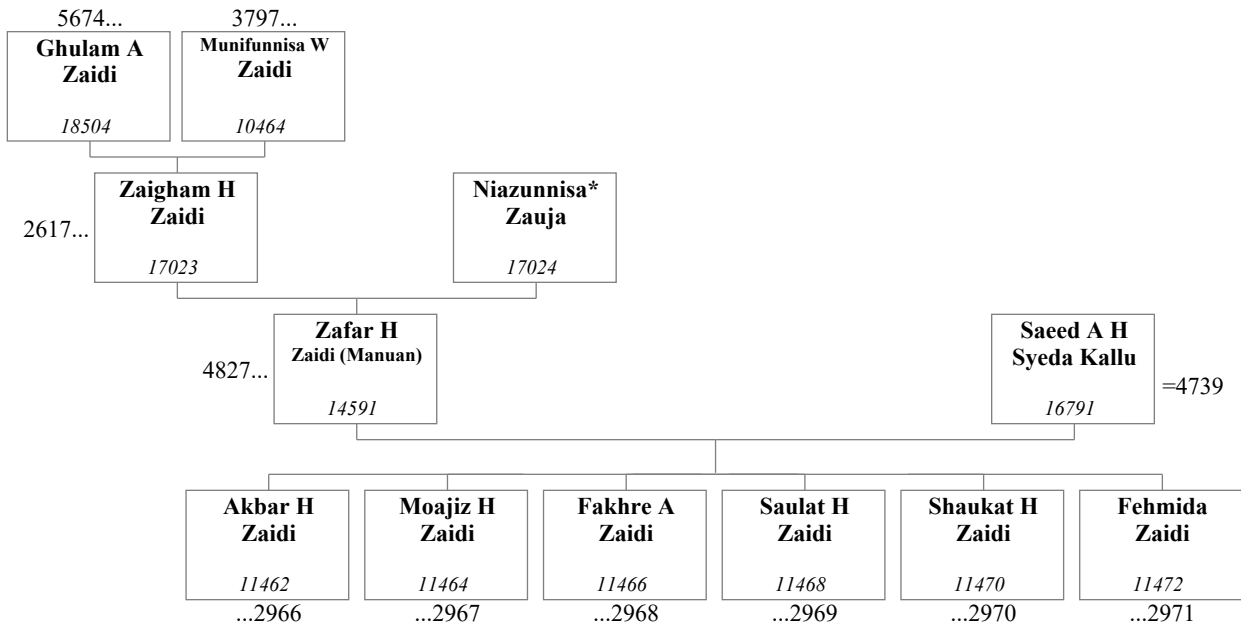 5674...
3797...
Ghulam A
Zaidi
18504
Munifunnisa W
Zaidi
10464
Zaigham H
Zaidi
2617...
17023
Niazunnisa*
Zauja
17024
Zafar H
Zaidi (Manuan)
4827...
14591
Saeed A H
Syeda Kallu
=4739
16791
Akbar H
Zaidi
11462
...2966
Moajiz H
Zaidi
11464
...2967
Fakhre A
Zaidi
11466
...2968
Saulat H
Zaidi
11468
...2969
Shaukat H
Zaidi
11470
...2970
Fehmida
Zaidi
11472
...2971